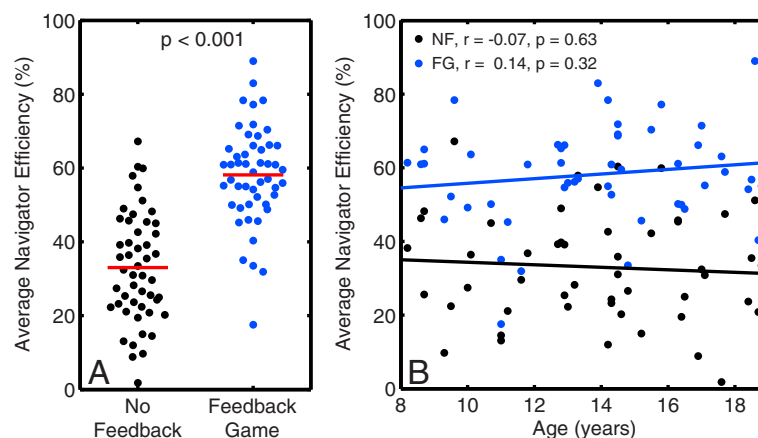 100
80
60
40
20
0
Average Navigator Efficiency (%)
p < 0.001
A
No Feedback
Feedback Game
100
80
60
40
20
0
Average Navigator Efficiency (%)
NF, r = -0.07, p = 0.63
FG, r = 0.14, p = 0.32
B
8 10 12 14 16 18
Age (years)